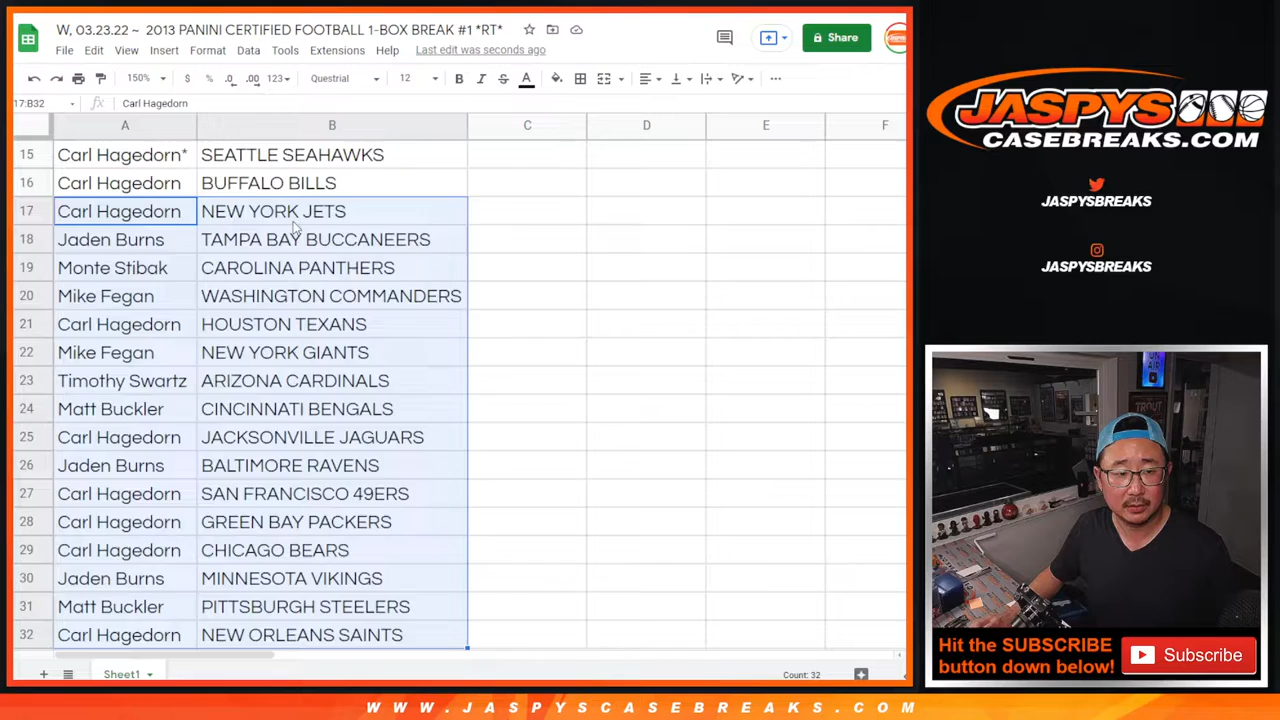 W, 03.23.22 ~ 2013 PANINI CERTIFIED FOOTBALL 1-BOX BREAK #1 *RT*
File Edit View Insert Format Data Tools Extensions Help Last edit was seconds ago
Share
150% $ % .0 .00 123 Questrial 12 B I S A
17:B32 fx Carl Hagedorn
A B C D E F
15 Carl Hagedorn* SEATTLE SEAHAWKS
16 Carl Hagedorn BUFFALO BILLS
17 Carl Hagedorn NEW YORK JETS
18 Jaden Burns TAMPA BAY BUCCANEERS
19 Monte Stibak CAROLINA PANTHERS
20 Mike Fegan WASHINGTON COMMANDERS
21 Carl Hagedorn HOUSTON TEXANS
22 Mike Fegan NEW YORK GIANTS
23 Timothy Swartz ARIZONA CARDINALS
24 Matt Buckler CINCINNATI BENGALS
25 Carl Hagedorn JACKSONVILLE JAGUARS
26 Jaden Burns BALTIMORE RAVENS
27 Carl Hagedorn SAN FRANCISCO 49ERS
28 Carl Hagedorn GREEN BAY PACKERS
29 Carl Hagedorn CHICAGO BEARS
30 Jaden Burns MINNESOTA VIKINGS
31 Matt Buckler PITTSBURGH STEELERS
32 Carl Hagedorn NEW ORLEANS SAINTS
Sheet1 Count: 32
JASPYS
CASEBREAKS.COM
JASPYSBREAKS
JASPYSBREAKS
ON AIR
TROUT
Hit the SUBSCRIBE
button down below!
Subscribe
WWW.JASPYSCASEBREAKS.COM